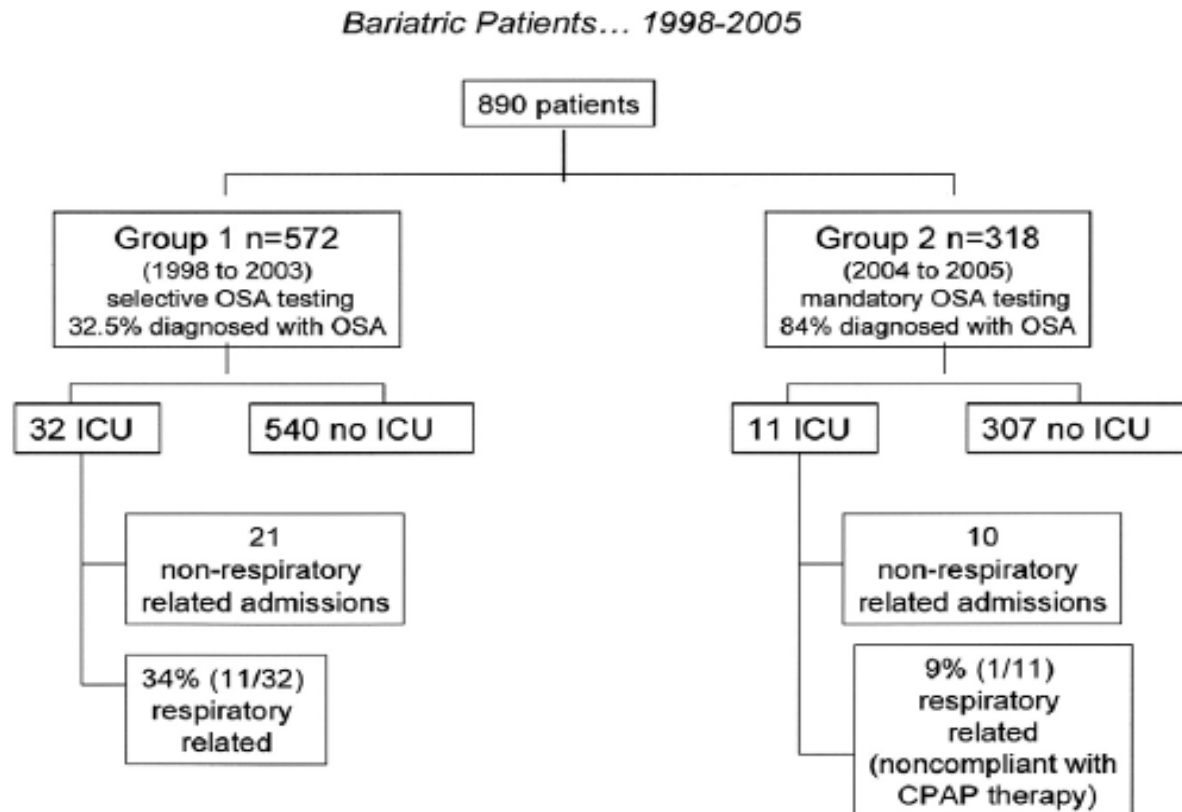 Bariatric Patients... 1998-2005
890 patients
Group 1 n=572
(1998 to 2003)
selective OSA testing
32.5% diagnosed with OSA
Group 2 n=318
(2004 to 2005)
mandatory OSA testing
84% diagnosed with OSA
32 ICU
540 no ICU
11 ICU
307 no ICU
21
non-respiratory
related admissions
10
non-respiratory
related admissions
34% (11/32)
respiratory
related
9% (1/11)
respiratory
related
(noncompliant with
CPAP therapy)